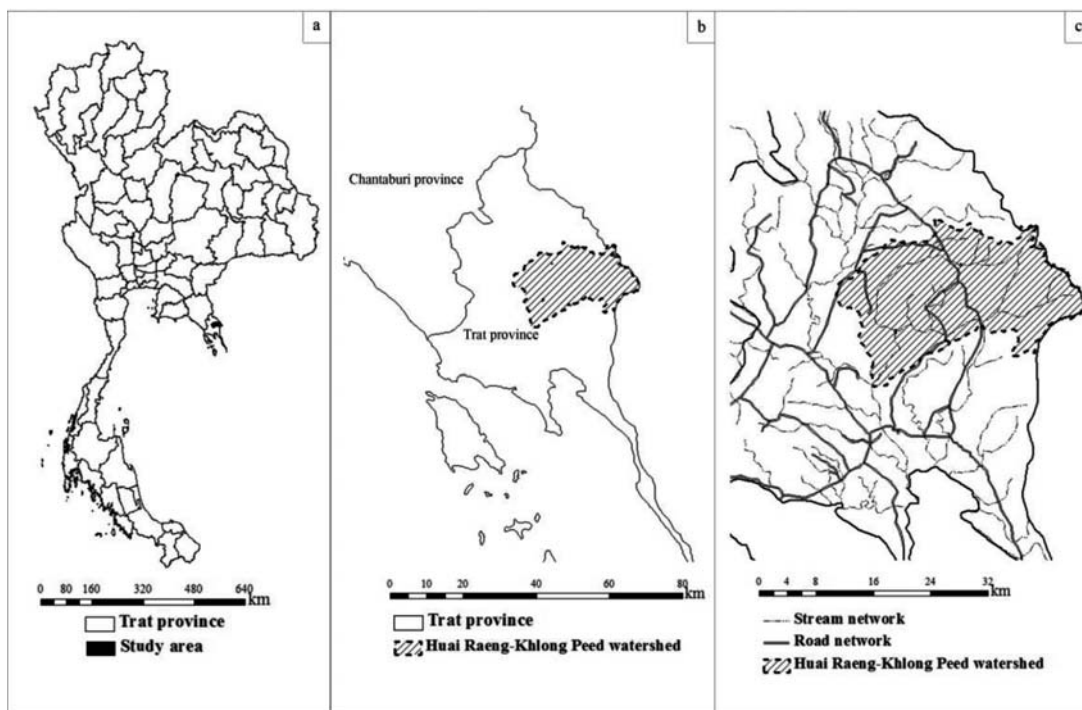 a
0 80 160 320 480 640
km
Trat province
Study area
b
Chantaburi province
Trat province
0 10 20 40 60 80
km
Trat province
Huai Raeng-Khlong Peed watershed
c
0 4 8 16 24 32
km
Stream network
Road network
Huai Raeng-Khlong Peed watershed